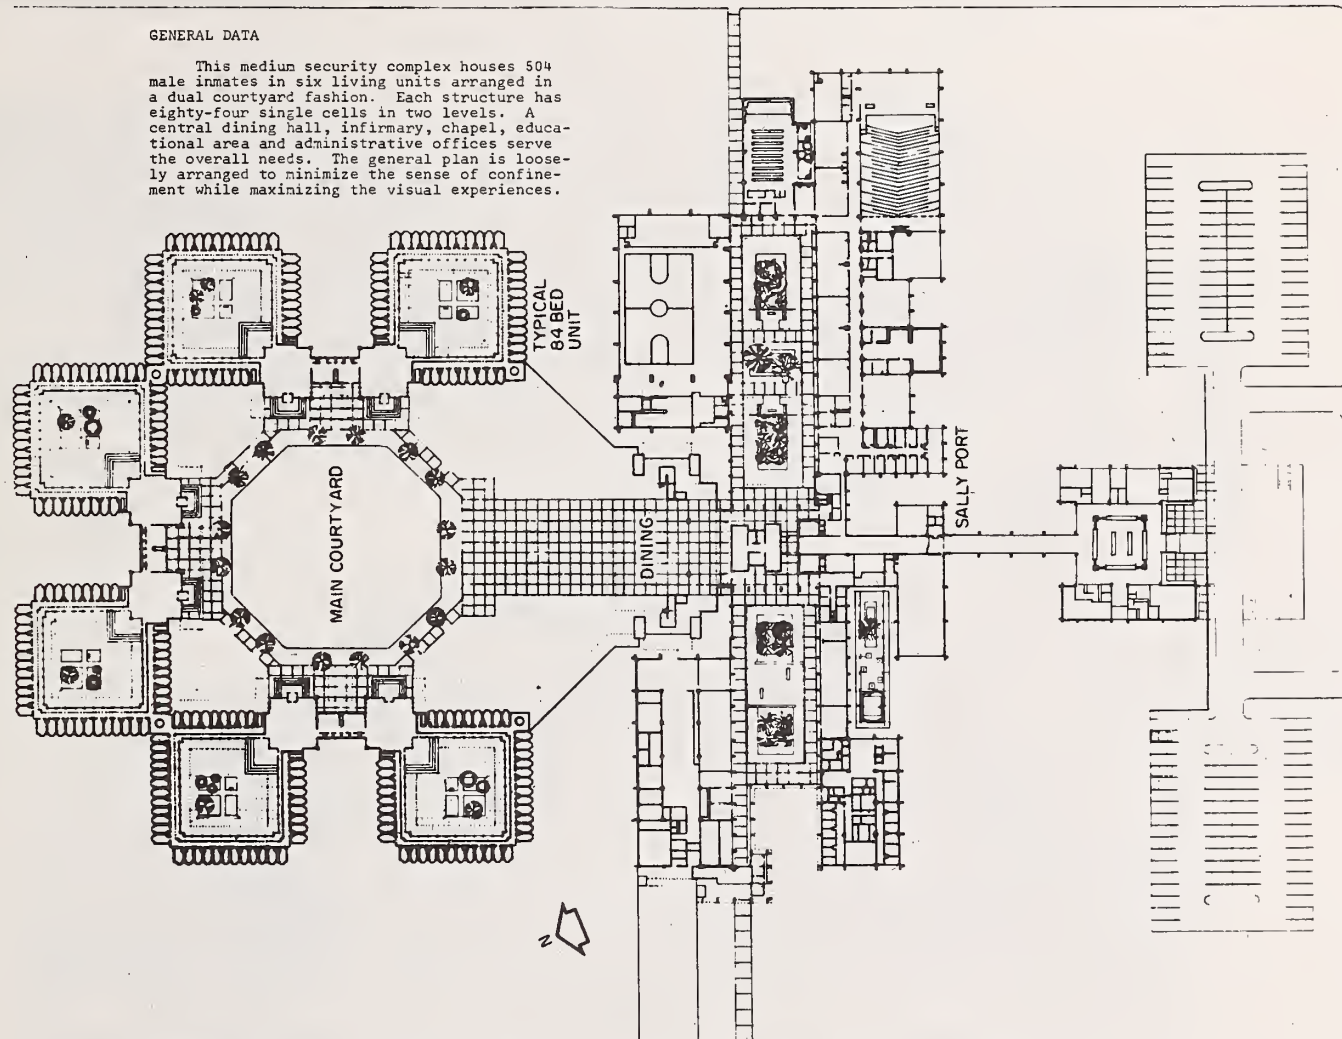 GENERAL DATA
This medium security complex houses 504
male inmates in six living units arranged in
a dual courtyard fashion. Each structure has
eighty-four single cells in two levels. A
central dining hall, infirmary, chapel, educa-
tional area and administrative offices serve
the overall needs. The general plan is loose-
ly arranged to minimize the sense of confine-
ment while maximizing the visual experiences.
TYPICAL
84 BED
UNIT
MAIN COURTYARD
DINING
SALLY PORT
N